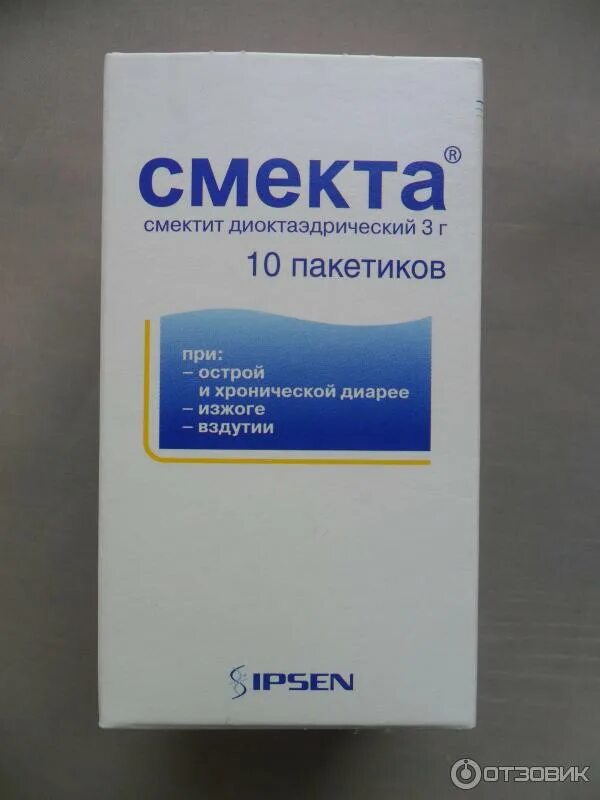 смекта®
смектит диоктаэдрический 3 г
10 пакетиков
при:
– острой
и хронической диарее
– изжоге
– вздутии
IPSEN
ОТЗОВИК